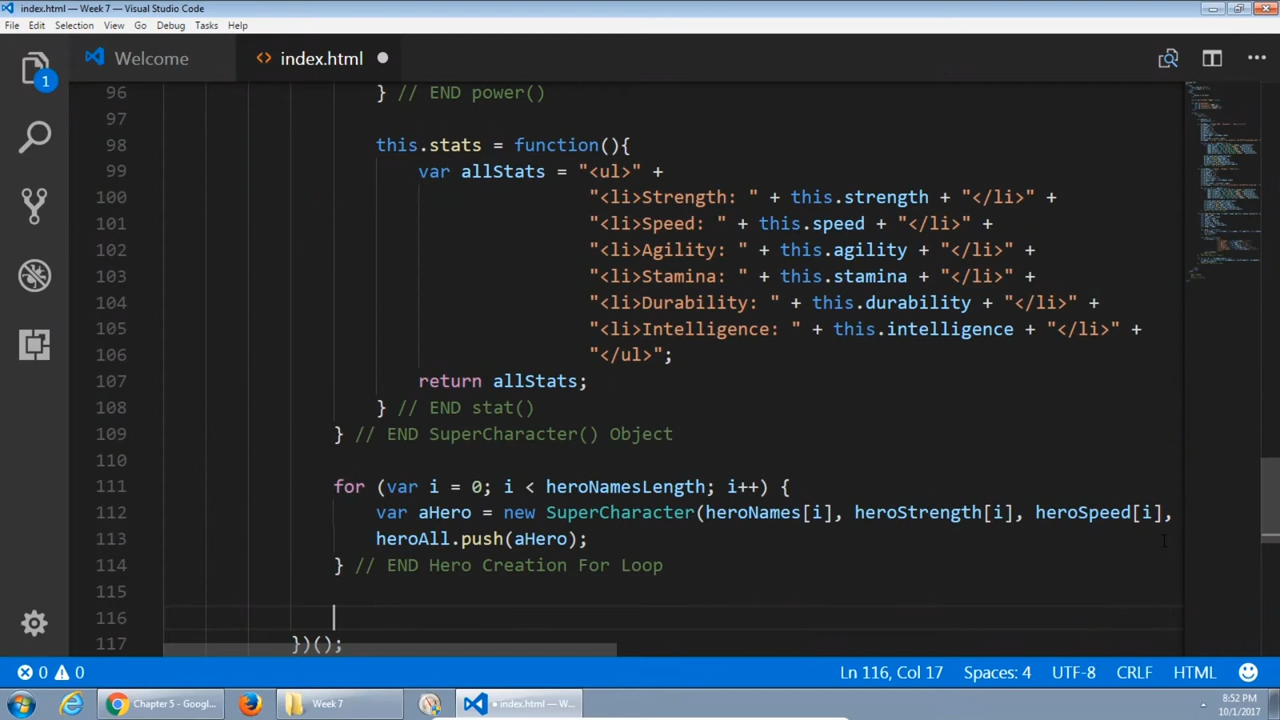 index.html — Week 7 — Visual Studio Code
File Edit Selection View Go Debug Tasks Help
1
Welcome
index.html
96 } // END power()
97
98 this.stats = function(){
99 var allStats = "<ul>" +
100 "<li>Strength: " + this.strength + "</li>" +
101 "<li>Speed: " + this.speed + "</li>" +
102 "<li>Agility: " + this.agility + "</li>" +
103 "<li>Stamina: " + this.stamina + "</li>" +
104 "<li>Durability: " + this.durability + "</li>" +
105 "<li>Intelligence: " + this.intelligence + "</li>" +
106 "</ul>";
107 return allStats;
108 } // END stat()
109 } // END SuperCharacter() Object
110
111 for (var i = 0; i < heroNamesLength; i++) {
112 var aHero = new SuperCharacter(heroNames[i], heroStrength[i], heroSpeed[i],
113 heroAll.push(aHero);
114 } // END Hero Creation For Loop
115
116
117 })();
0 0 Ln 116, Col 17 Spaces: 4 UTF-8 CRLF HTML
Chapter 5 - Googl... Week 7 index.html — W... 8:52 PM
10/1/2017